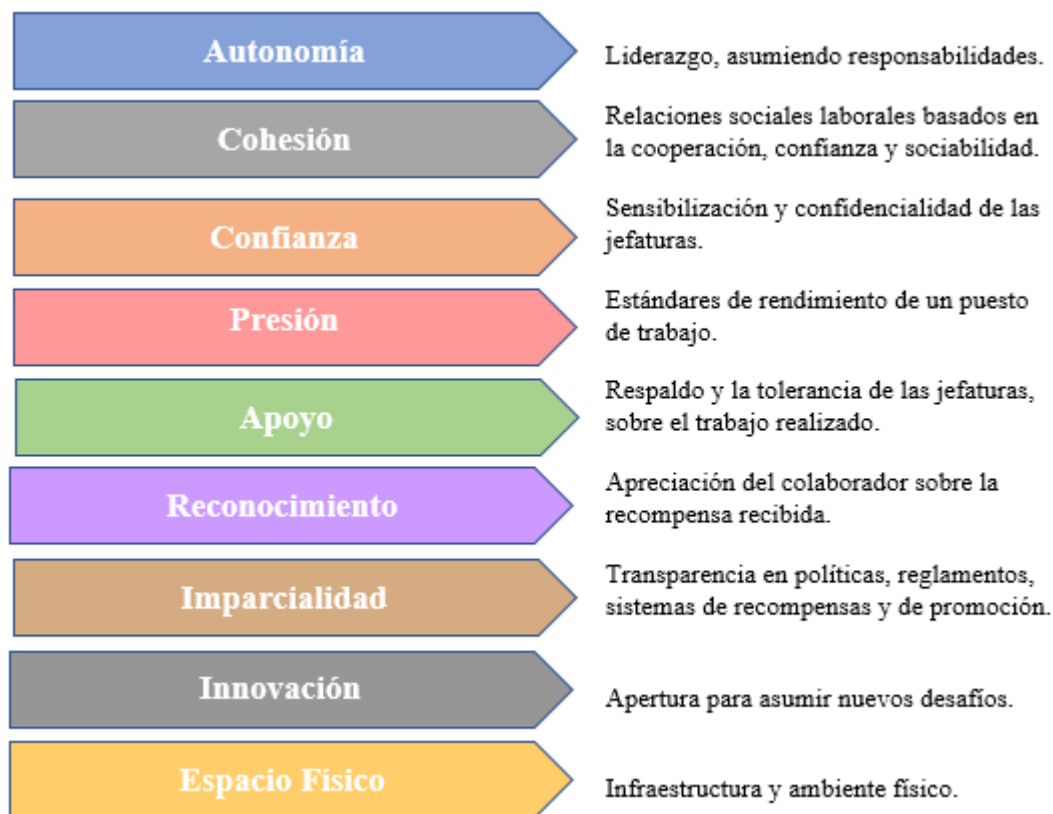 Autonomía
Liderazgo, asumiendo responsabilidades.
Cohesión
Relaciones sociales laborales basados en
la cooperación, confianza y sociabilidad.
Confianza
Sensibilización y confidencialidad de las
jefaturas.
Presión
Estándares de rendimiento de un puesto
de trabajo.
Apoyo
Respaldo y la tolerancia de las jefaturas,
sobre el trabajo realizado.
Reconocimiento
Apreciación del colaborador sobre la
recompensa recibida.
Imparcialidad
Transparencia en políticas, reglamentos,
sistemas de recompensas y de promoción.
Innovación
Apertura para asumir nuevos desafíos.
Espacio Físico
Infraestructura y ambiente físico.